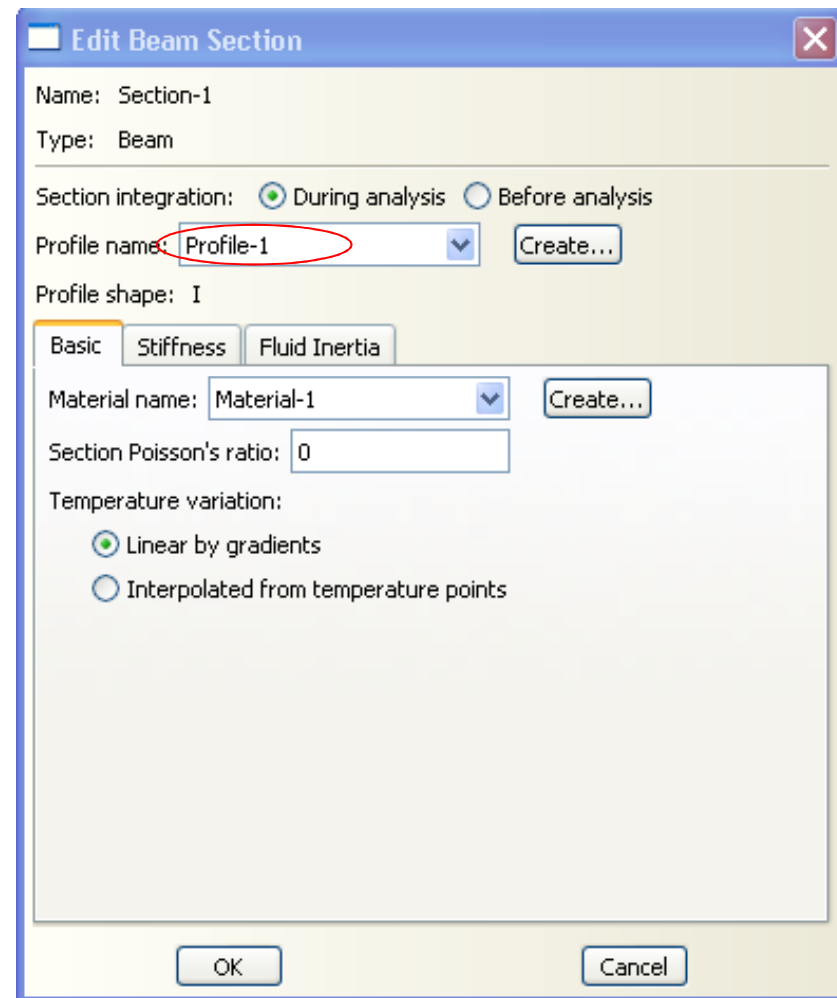 Edit Beam Section
Name: Section-1
Type: Beam
Section integration: During analysis Before analysis
Profile name: Profile-1 Create...
Profile shape: I
Basic Stiffness Fluid Inertia
Material name: Material-1 Create...
Section Poisson's ratio: 0
Temperature variation:
Linear by gradients
Interpolated from temperature points
OK Cancel